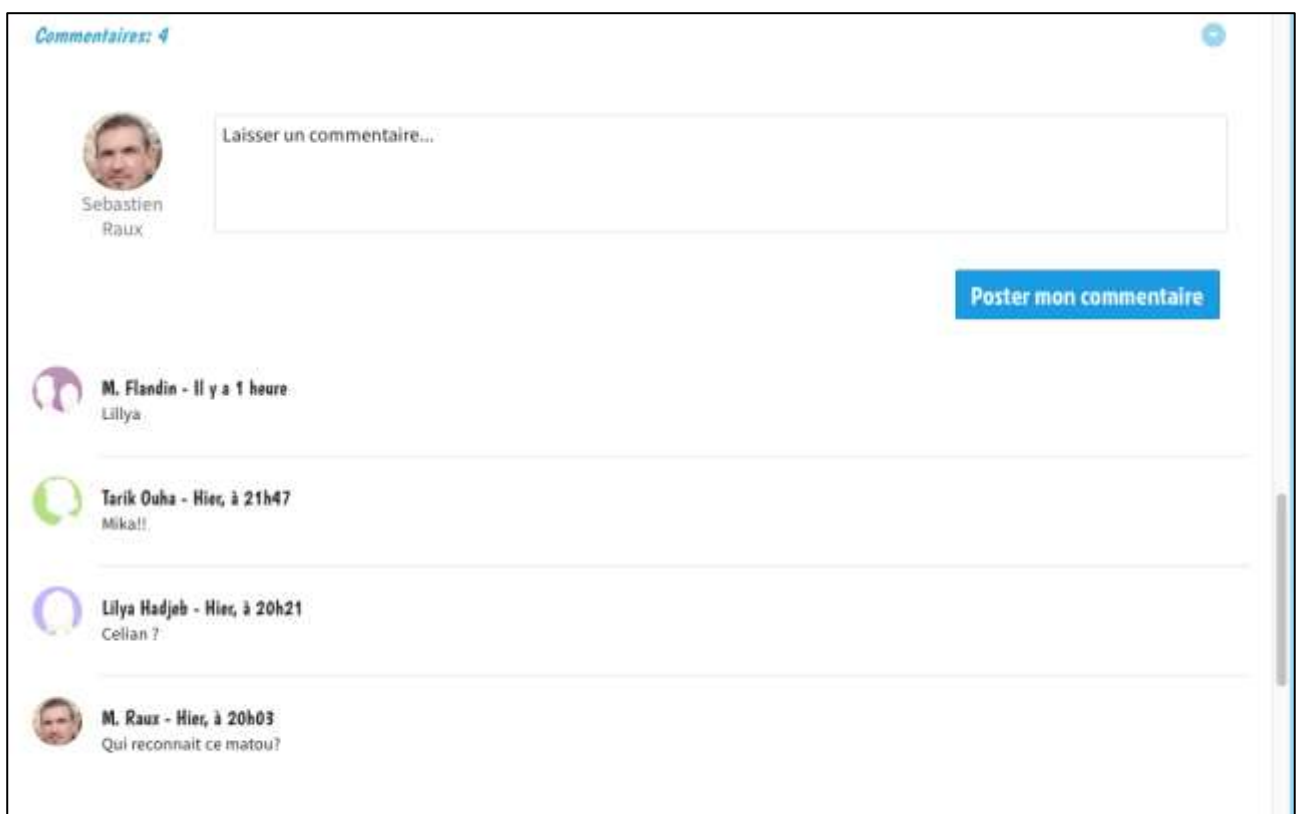 Commentaires: 4
Laisser un commentaire...
Sebastien
Raux
Poster mon commentaire
M. Flandin - Il y a 1 heure
Lillya
Tarik Ouha - Hier, à 21h47
Mika!!
Lilya Hadjeb - Hier, à 20h21
Celian ?
M. Raux - Hier, à 20h03
Qui reconnait ce matou?